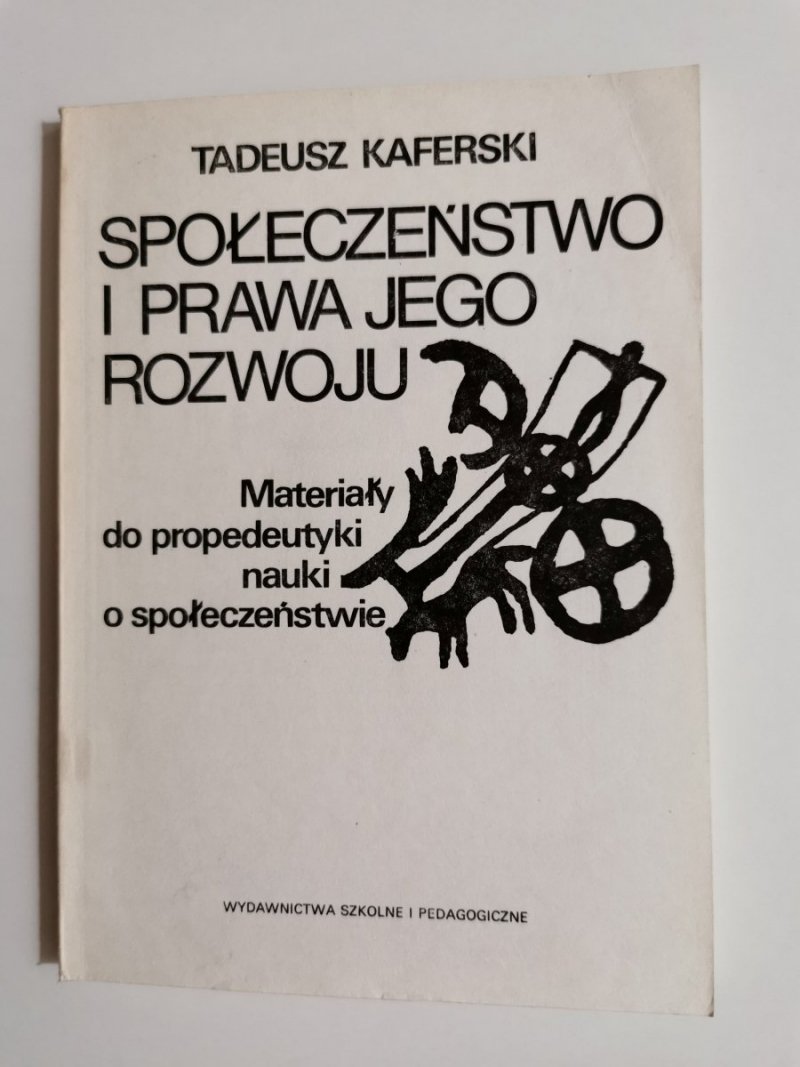 TADEUSZ KAFERSKI
SPOŁECZEŃSTWO
I PRAWA JEGO
ROZWOJU
Materiały
do propedeutyki
nauki
o społeczeństwie
WYDAWNICTWA SZKOLNE I PEDAGOGICZNE